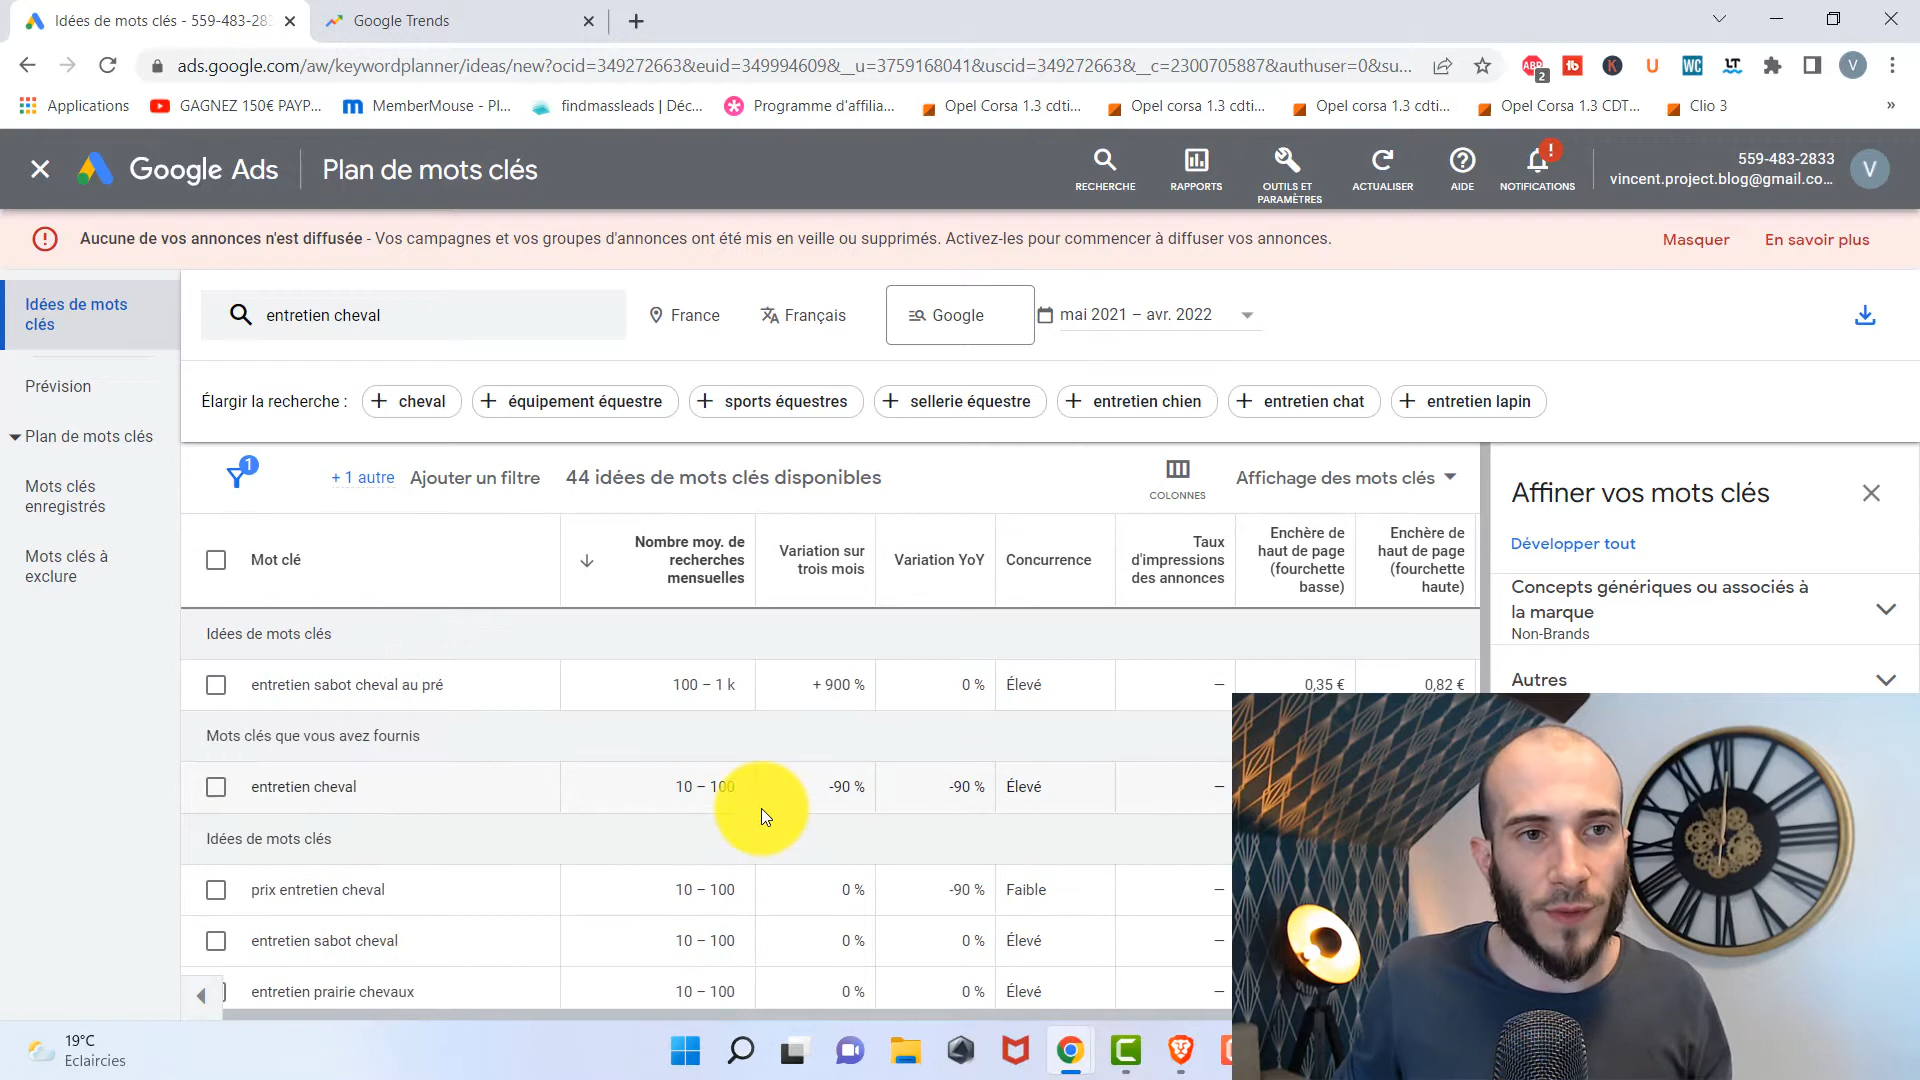 Idées de mots clés - 559-483-283
Google Trends
ads.google.com/aw/keywordplanner/ideas/new?ocid=349272663&euid=349994609&__u=3759168041&uscid=349272663&__c=2300705887&authuser=0&su...
ABP
2
tb
K
U
WC
LT
V
Applications
GAGNEZ 150€ PAYP...
MemberMouse - Pl...
findmassleads | Déc...
Programme d'affilia...
Opel Corsa 1.3 cdti...
Opel corsa 1.3 cdti...
Opel corsa 1.3 cdti...
Opel Corsa 1.3 CDT...
Clio 3
»
Google Ads
Plan de mots clés
RECHERCHE
RAPPORTS
OUTILS ET
PARAMÈTRES
ACTUALISER
AIDE
NOTIFICATIONS
559-483-2833
vincent.project.blog@gmail.co...
V
Aucune de vos annonces n'est diffusée - Vos campagnes et vos groupes d'annonces ont été mis en veille ou supprimés. Activez-les pour commencer à diffuser vos annonces.
Masquer
En savoir plus
Idées de mots
clés
Prévision
Plan de mots clés
Mots clés
enregistrés
Mots clés à
exclure
entretien cheval
France
Français
Google
mai 2021 – avr. 2022
Élargir la recherche :
cheval
équipement équestre
sports équestres
sellerie équestre
entretien chien
entretien chat
entretien lapin
1
+ 1 autre
Ajouter un filtre
44 idées de mots clés disponibles
COLONNES
Affichage des mots clés
Affiner vos mots clés
Développer tout
Concepts génériques ou associés à
la marque
Non-Brands
Autres
Mot clé
Nombre moy. de
recherches
mensuelles
Variation sur
trois mois
Variation YoY
Concurrence
Taux
d'impressions
des annonces
Enchère de
haut de page
(fourchette
basse)
Enchère de
haut de page
(fourchette
haute)
Idées de mots clés
entretien sabot cheval au pré 100 – 1 k + 900 % 0 % Élevé – 0,35 € 0,82 €
Mots clés que vous avez fournis
entretien cheval 10 – 100 -90 % -90 % Élevé –
Idées de mots clés
prix entretien cheval 10 – 100 0 % -90 % Faible –
entretien sabot cheval 10 – 100 0 % 0 % Élevé –
entretien prairie chevaux 10 – 100 0 % 0 % Élevé –
19°C
Eclaircies